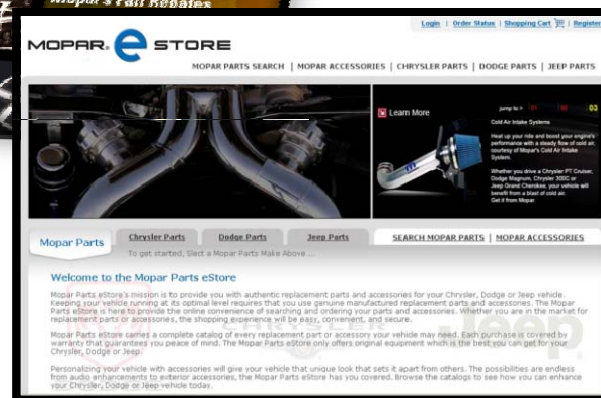 Mopar's Fall Rebates
Login | Order Status | Shopping Cart | Register
MOPAR. e STORE
MOPAR PARTS SEARCH | MOPAR ACCESSORIES | CHRYSLER PARTS | DODGE PARTS | JEEP PARTS
Learn More
jump to > 01 02 03
Cold Air Intake Systems
Heat up your ride and boost your engine's
performance with a steady flow of cold air.
courtesy of Mopar's Cold Air Intake
System.
Whether you drive a Chrysler PT Cruiser,
Dodge Magnum, Chrysler 300C or
Jeep Grand Cherokee, your vehicle will
benefit from a blast of cold air.
Get it from Mopar.
Mopar Parts
Chrysler Parts Dodge Parts Jeep Parts
SEARCH MOPAR PARTS | MOPAR ACCESSORIES
To get started, Slect a Mopar Parts Make Above ...
Welcome to the Mopar Parts eStore
Mopar Parts eStore's mission is to provide you with authentic replacement parts and accessories for your Chrysler, Dodge or Jeep vehicle.
Keeping your vehicle running at its optimal level requires that you use genuine manufactured replacement parts and accessories. The Mopar
Parts eStore is here to provide the online convenience of searching and ordering your parts and accessories. Whether you are in the market for
replacement parts or accessories, the shopping experience will be easy, convenient, and secure.
CHRYSLER
Jeep
Mopar Parts eStore carries a complete catalog of every replacement part or accessory your vehicle may need. Each purchase is covered by
warranty that guarantees you peace of mind. The Mopar Parts eStore only offers original equipment which is the best you can get for your
Chrysler, Dodge or Jeep.
Personalizing your vehicle with accessories will give your vehicle that unique look that sets it apart from others. The possibilities are endless
from audio enhancements to exterior accessories, the Mopar Parts eStore has you covered. Browse the catalogs to see how you can enhance
your Chrysler, Dodge or Jeep vehicle today.